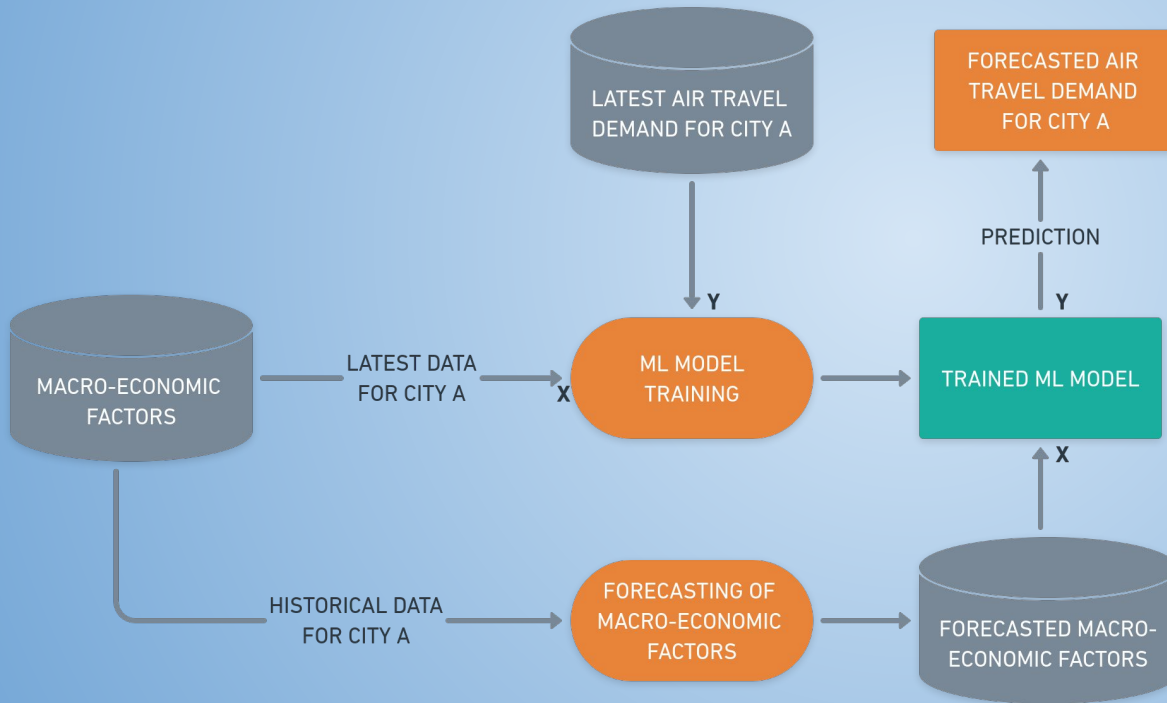 LATEST AIR TRAVEL
DEMAND FOR CITY A
FORECASTED AIR
TRAVEL DEMAND
FOR CITY A
PREDICTION
Y
Y
MACRO-ECONOMIC
FACTORS
LATEST DATA
FOR CITY A
X
ML MODEL
TRAINING
TRAINED ML MODEL
X
HISTORICAL DATA
FOR CITY A
FORECASTING OF
MACRO-ECONOMIC
FACTORS
FORECASTED MACRO-
ECONOMIC FACTORS